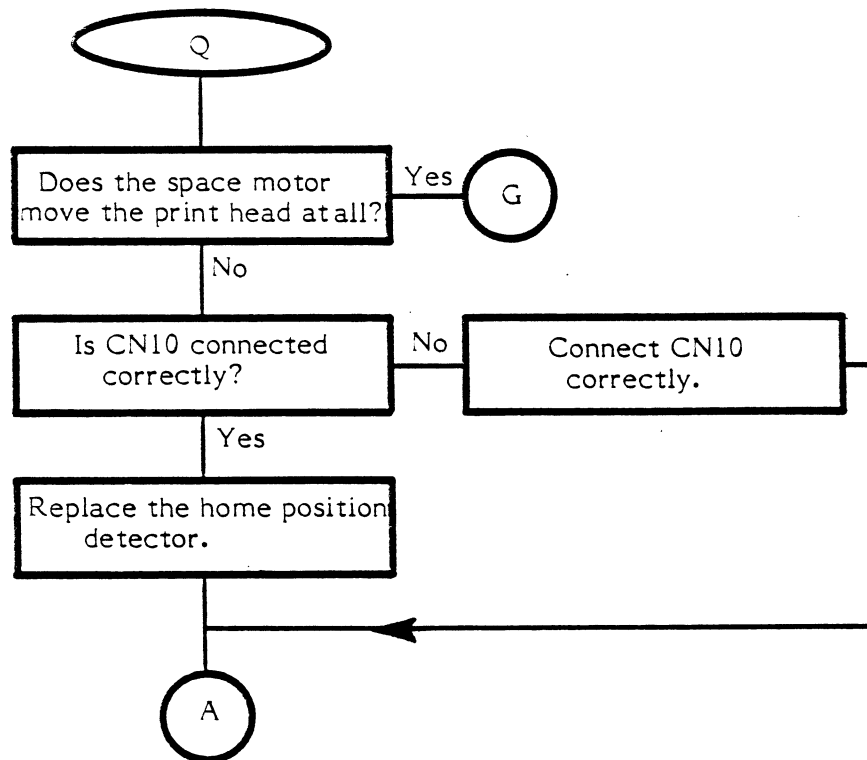 Q
Does the space motor
move the print head at all?
Yes
G
No
Is CN10 connected
correctly?
No
Connect CN10
correctly.
Yes
Replace the home position
detector.
A